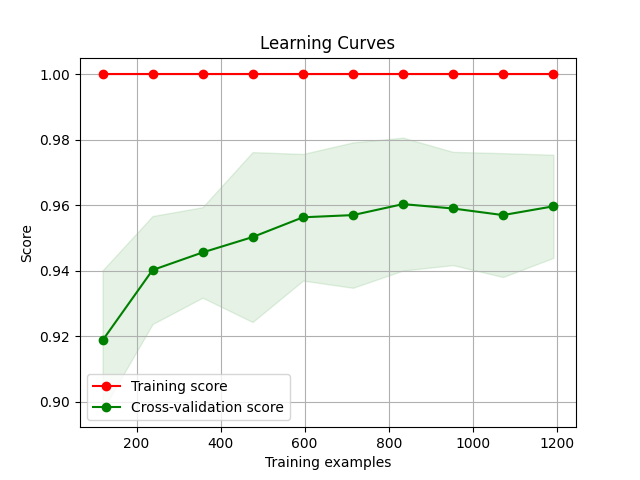 Learning Curves
1.00
0.98
0.96
0.94
0.92
0.90
Score
Training score
Cross-validation score
200
400
600
800
1000
1200
Training examples